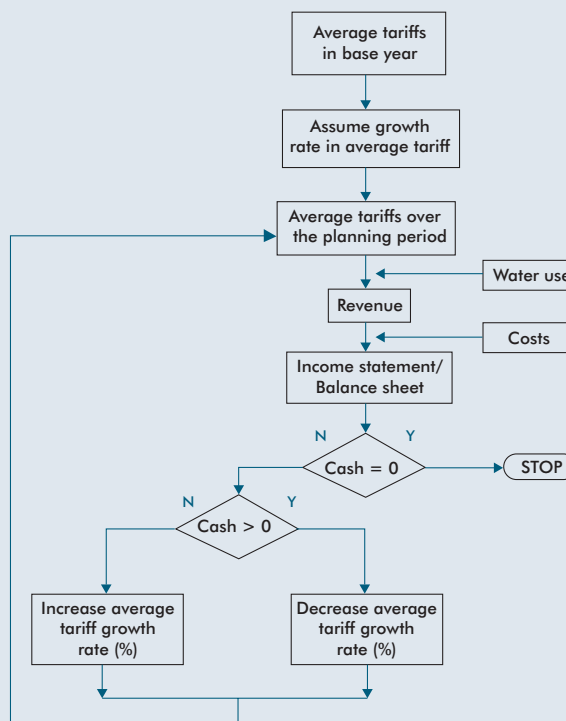 Average tariffs
in base year
Assume growth
rate in average tariff
Average tariffs over
the planning period
Water use
Revenue
Costs
Income statement/
Balance sheet
N
Y
Cash = 0
STOP
N
Y
Cash > 0
Increase average
tariff growth
rate (%)
Decrease average
tariff growth
rate (%)